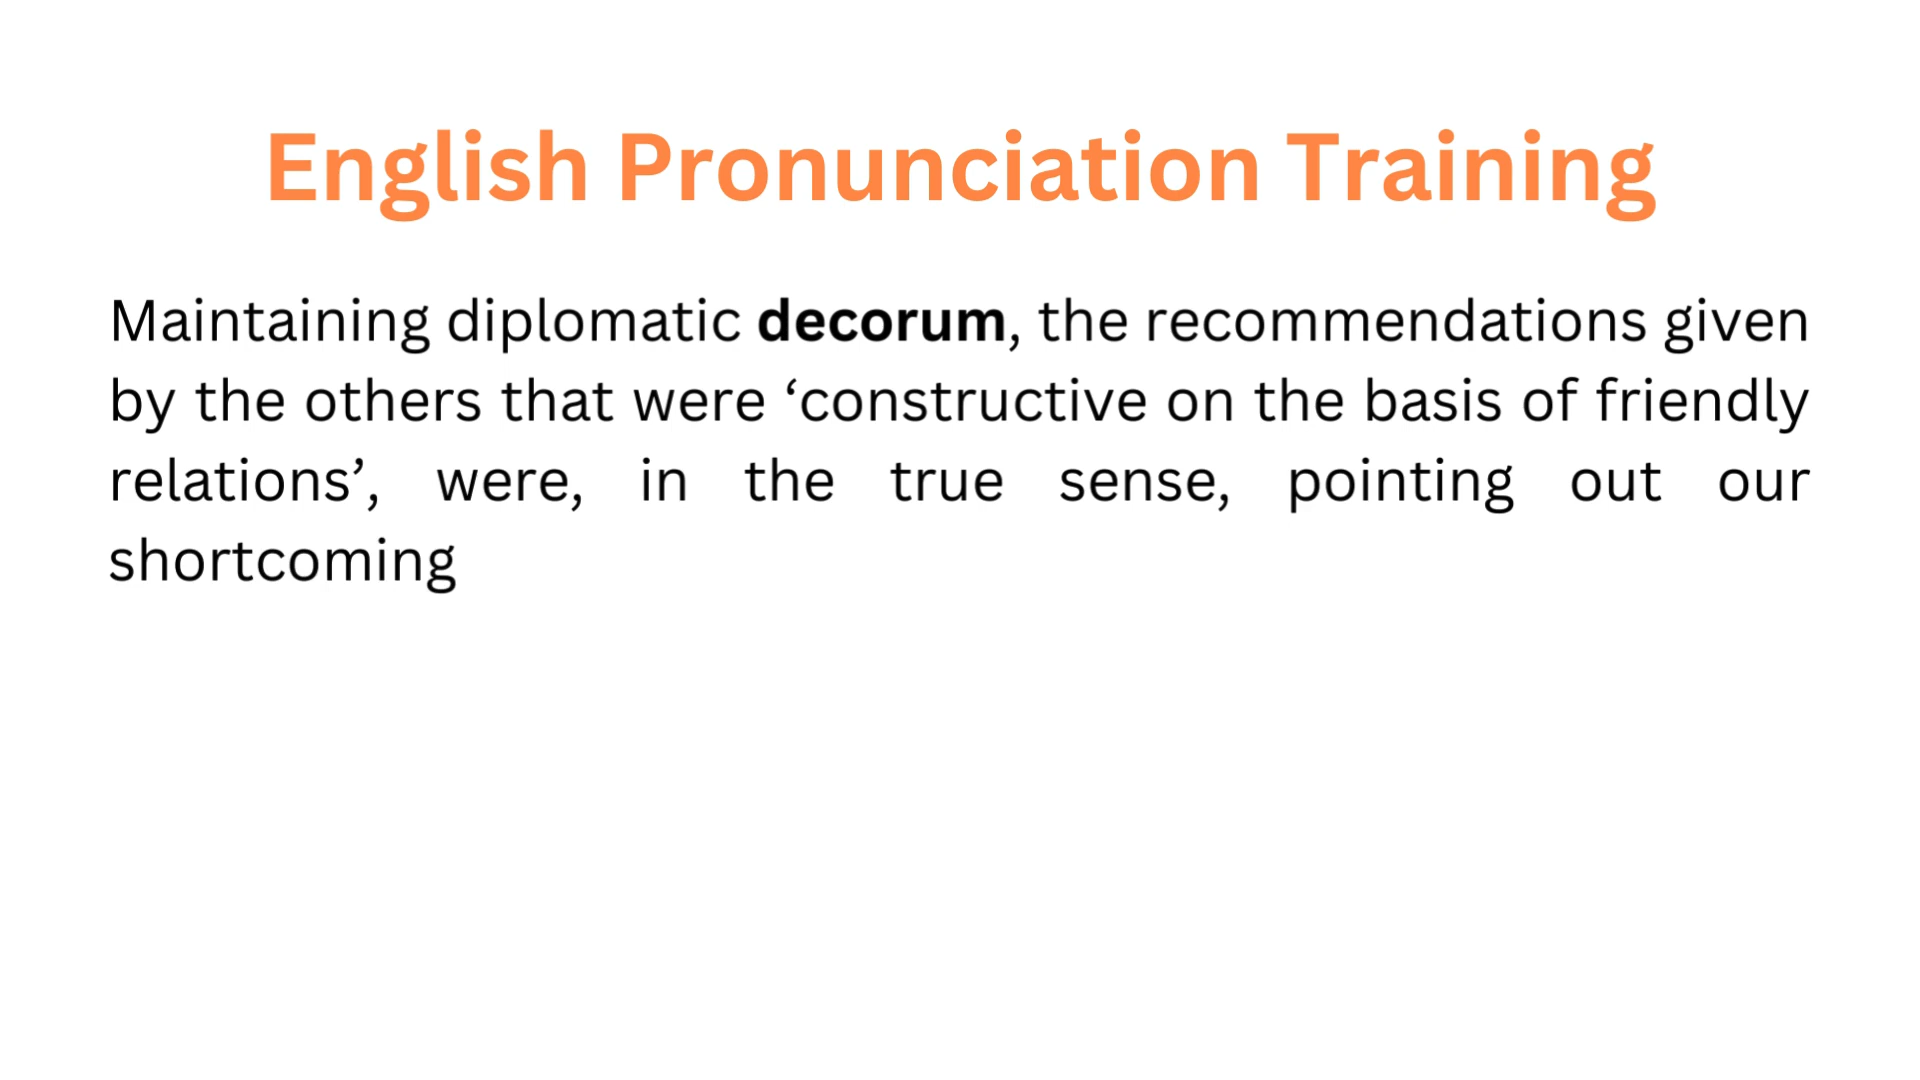 English Pronunciation Training
Maintaining diplomatic decorum, the recommendations given
by the others that were ‘constructive on the basis of friendly
relations’, were, in the true sense, pointing out our
shortcoming